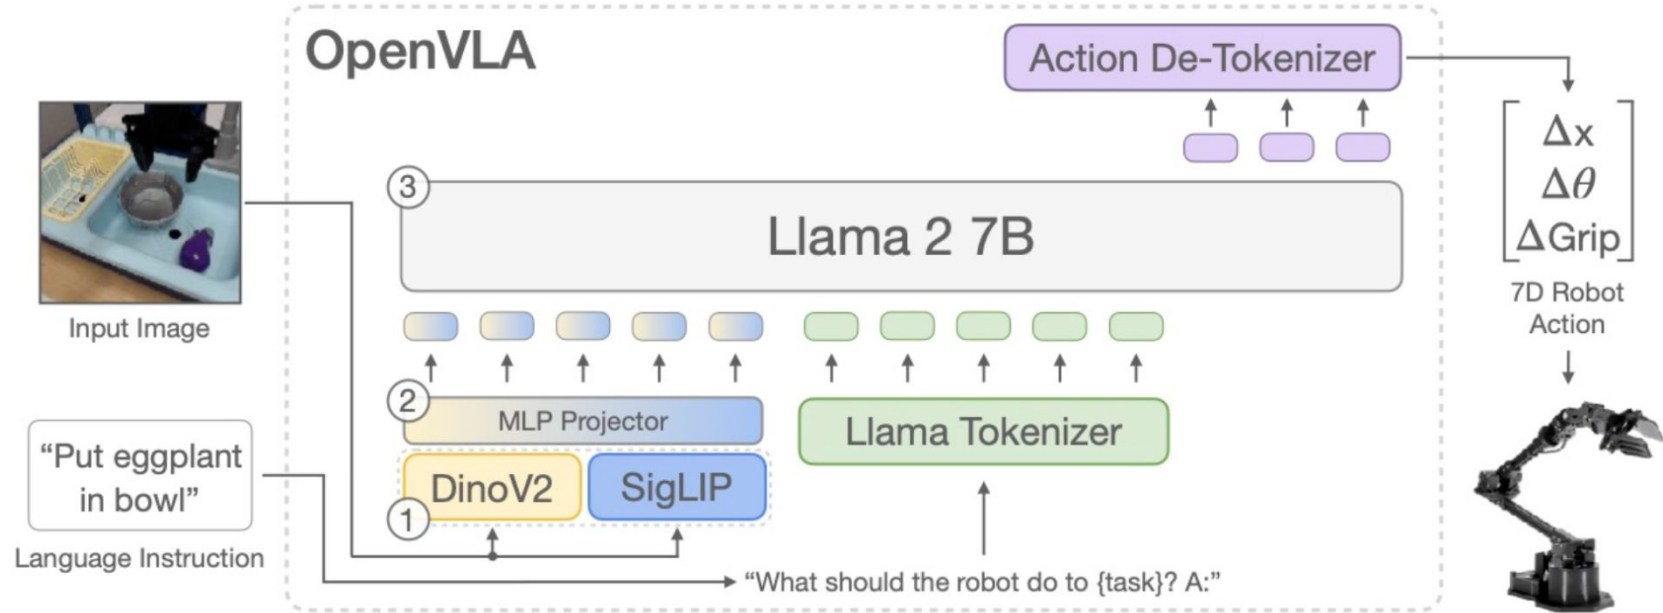 OpenVLA
Action De-Tokenizer
Δx
Δθ
ΔGrip
7D Robot
Action
3
Llama 2 7B
Input Image
2
MLP Projector
Llama Tokenizer
1
DinoV2
SigLIP
“Put eggplant
in bowl”
Language Instruction
“What should the robot do to {task}? A:”